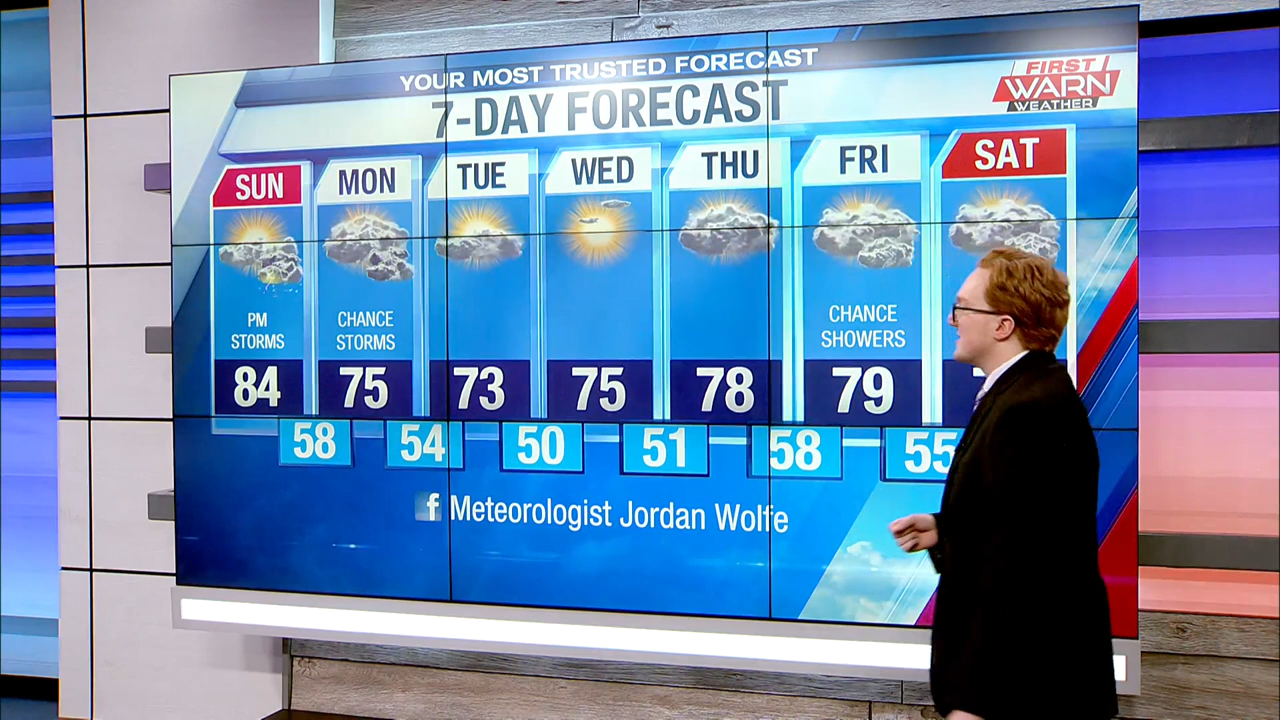 YOUR MOST TRUSTED FORECAST
7-DAY FORECAST
FIRST
WARN
WEATHER
SUN
MON
TUE
WED
THU
FRI
SAT
PM
STORMS
CHANCE
STORMS
CHANCE
SHOWERS
84
75
73
75
78
79
58
54
50
51
58
55
f Meteorologist Jordan Wolfe